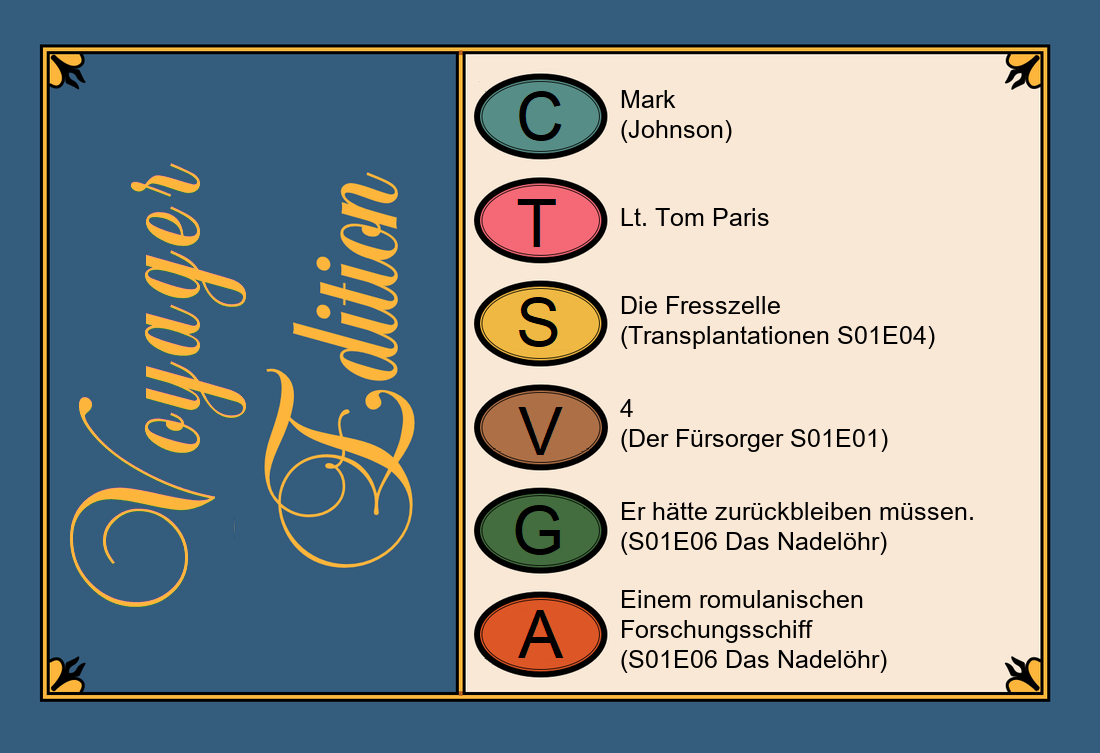 Voyager
Edition
C
Mark
(Johnson)
T
Lt. Tom Paris
S
Die Fresszelle
(Transplantationen S01E04)
V
4
(Der Fürsorger S01E01)
G
Er hätte zurückbleiben müssen.
(S01E06 Das Nadelöhr)
A
Einem romulanischen
Forschungsschiff
(S01E06 Das Nadelöhr)